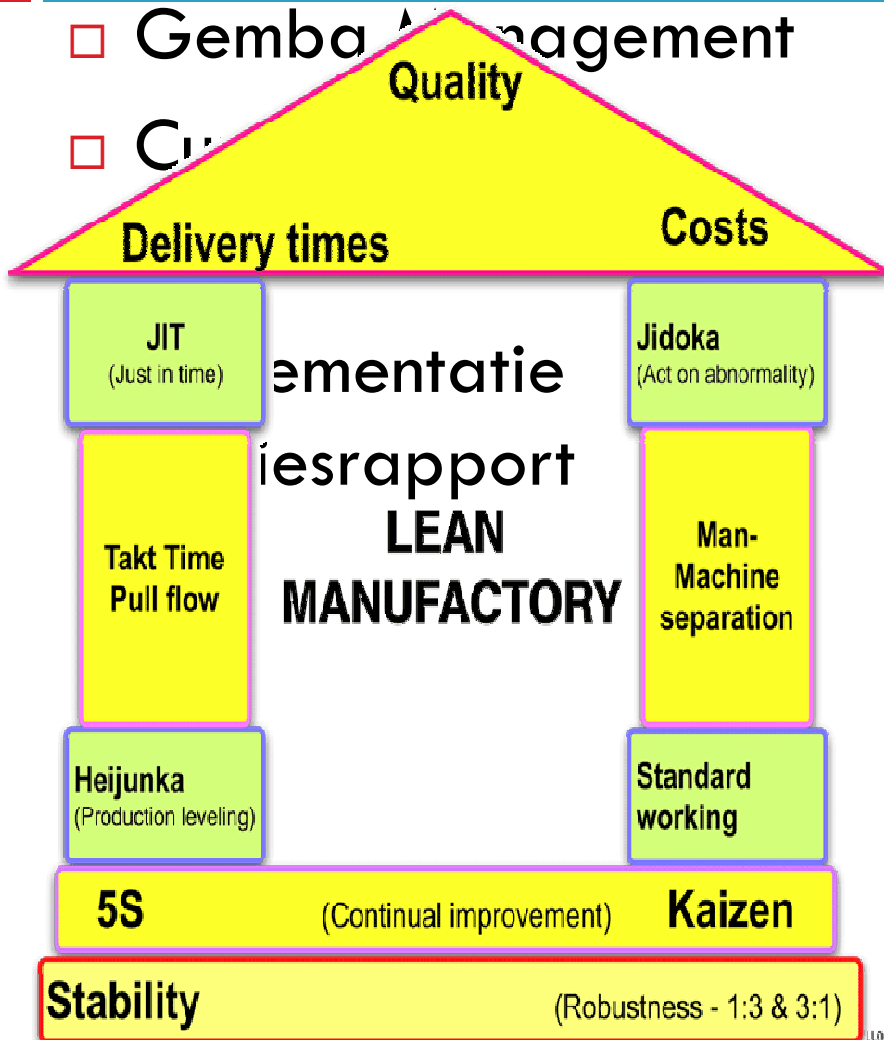 Gemba
Quality
Delivery times
Costs
JIT
(Just in time)
Jidoka
(Act on abnormality)
ementatie
iesrapport
LEAN
MANUFACTORY
Takt Time
Pull flow
Man-
Machine
separation
Heijunka
(Production leveling)
Standard
working
5S (Continual improvement) Kaizen
Stability (Robustness - 1:3 & 3:1)